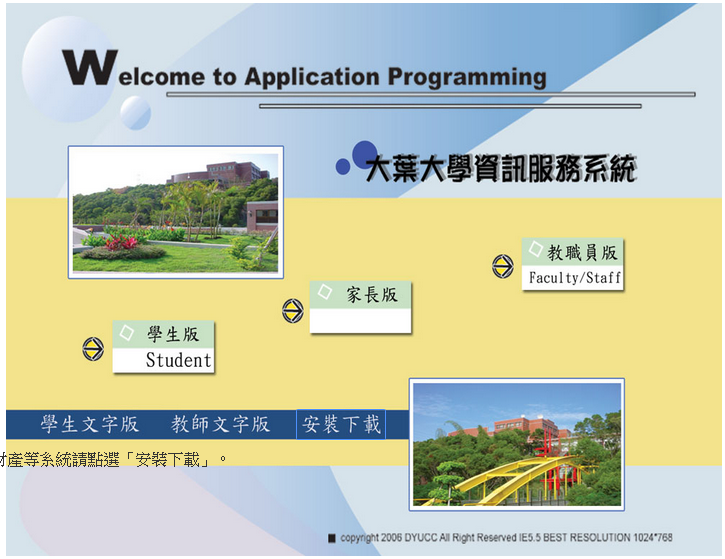 Welcome to Application Programming
大葉大學資訊服務系統
教職員版
Faculty/Staff
家長版
學生版
Student
學生文字版 教師文字版 安裝下載
財產等系統請點選「安裝下載」。
copyright 2006 DYUCC All Right Reserved IE5.5 BEST RESOLUTION 1024*768